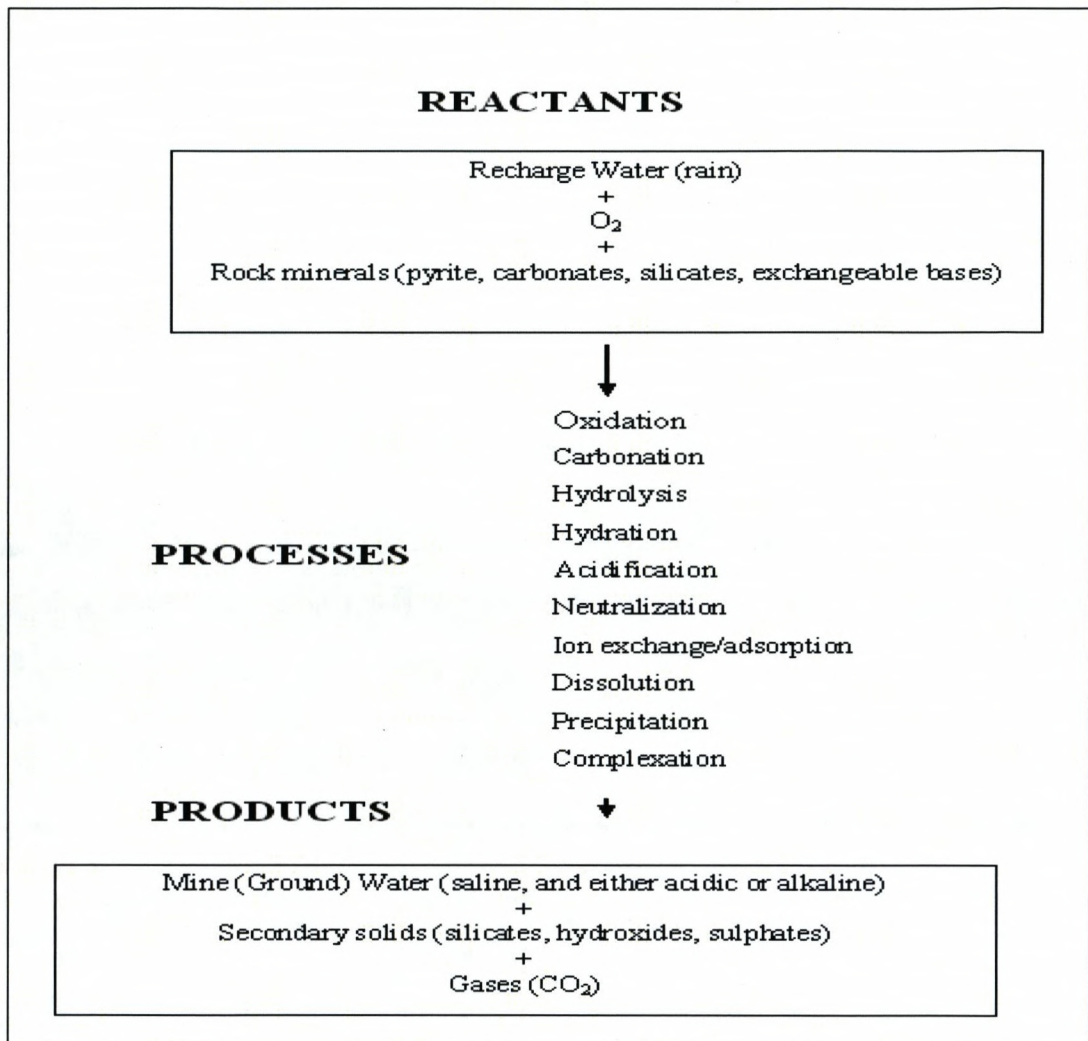 REACTANTS
Recharge Water (rain)
+
O₂
+
Rock minerals (pyrite, carbonates, silicates, exchangeable bases)
Oxidation
Carbonation
Hydrolysis
Hydration
PROCESSES
Acidification
Neutralization
Ion exchange/adsorption
Dissolution
Precipitation
Complexation
PRODUCTS
Mine (Ground) Water (saline, and either acidic or alkaline)
+
Secondary solids (silicates, hydroxides, sulphates)
+
Gases (CO₂)